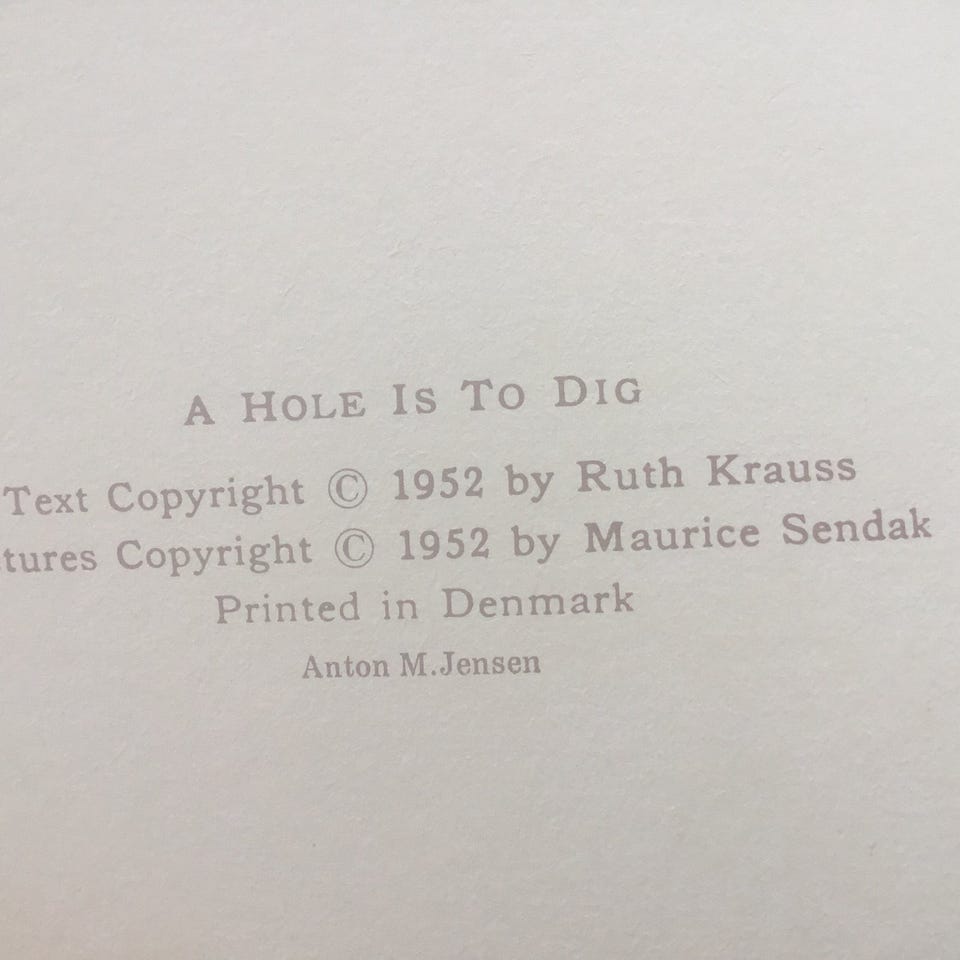 A HOLE IS TO DIG
Text Copyright © 1952 by Ruth Krauss
tures Copyright © 1952 by Maurice Sendak
Printed in Denmark
Anton M.Jensen